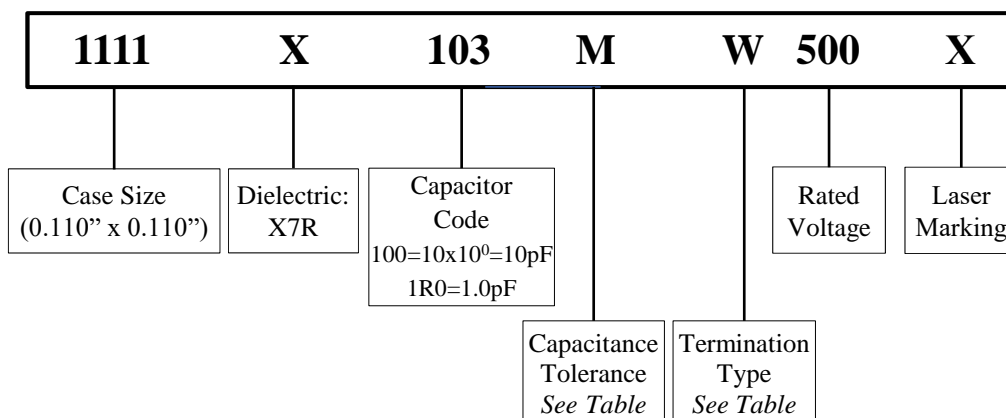 1111 X 103 M W 500 X
Case Size
(0.110” x 0.110”)
Dielectric:
X7R
Capacitor
Code
100=10x10⁰=10pF
1R0=1.0pF
Rated
Voltage
Laser
Marking
Capacitance
Tolerance
See Table
Termination
Type
See Table